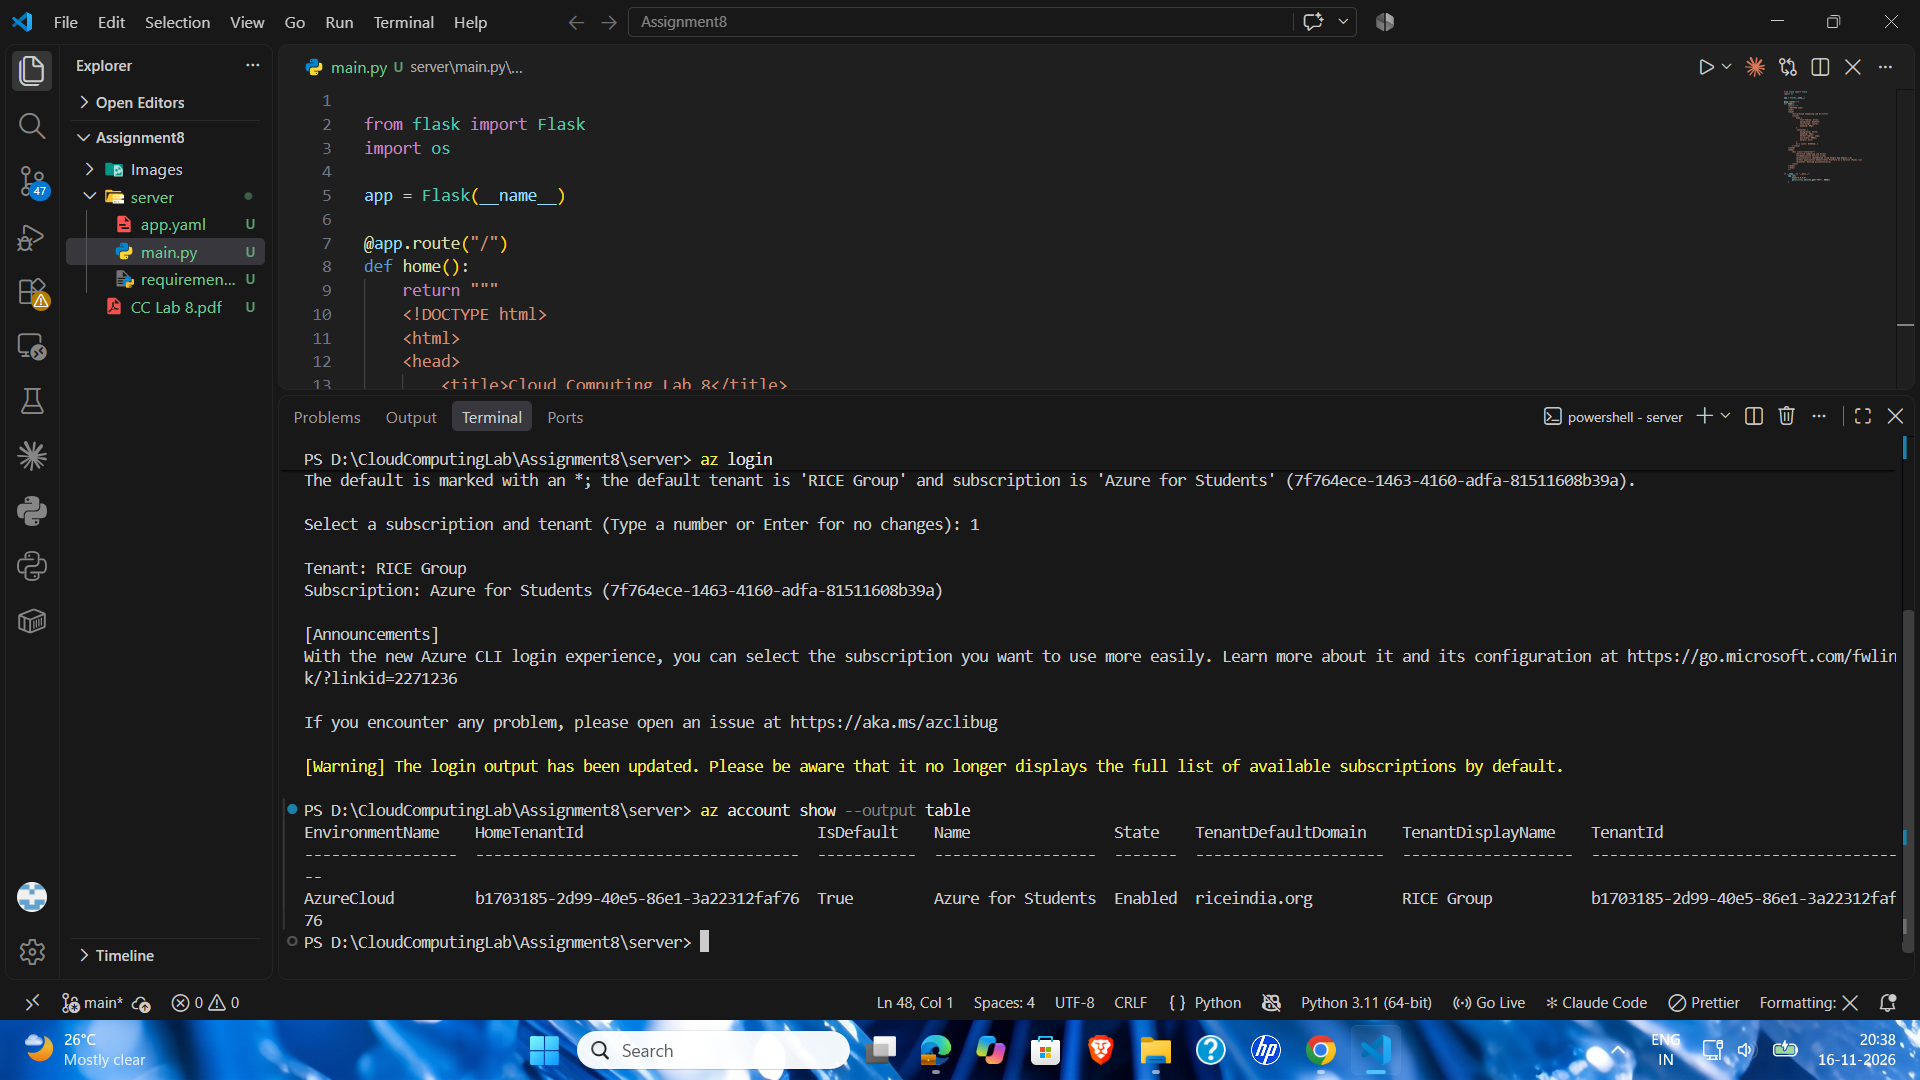 File Edit Selection View Go Run Terminal Help
Assignment8
Explorer
Open Editors
Assignment8
Images
server
app.yaml U
main.py U
requiremen... U
CC Lab 8.pdf U
Timeline
47
main.py U server\main.py\...
1
2 from flask import Flask
3 import os
4
5 app = Flask(__name__)
6
7 @app.route("/")
8 def home():
9 return """
10 <!DOCTYPE html>
11 <html>
12 <head>
13 <title>Cloud Computing Lab 8</title>
Problems Output Terminal Ports
powershell - server
PS D:\CloudComputingLab\Assignment8\server> az login
The default is marked with an *; the default tenant is 'RICE Group' and subscription is 'Azure for Students' (7f764ece-1463-4160-adfa-81511608b39a).
Select a subscription and tenant (Type a number or Enter for no changes): 1
Tenant: RICE Group
Subscription: Azure for Students (7f764ece-1463-4160-adfa-81511608b39a)
[Announcements]
With the new Azure CLI login experience, you can select the subscription you want to use more easily. Learn more about it and its configuration at https://go.microsoft.com/fwlin
k/?linkid=2271236
If you encounter any problem, please open an issue at https://aka.ms/azclibug
[Warning] The login output has been updated. Please be aware that it no longer displays the full list of available subscriptions by default.
PS D:\CloudComputingLab\Assignment8\server> az account show --output table
EnvironmentName HomeTenantId IsDefault Name State TenantDefaultDomain TenantDisplayName TenantId
----------------- ------------------------------------ ----------- ------------------ ------- --------------------- ------------------- ----------------------------------
--
AzureCloud b1703185-2d99-40e5-86e1-3a22312faf76 True Azure for Students Enabled riceindia.org RICE Group b1703185-2d99-40e5-86e1-3a22312faf
76
PS D:\CloudComputingLab\Assignment8\server>
main* 0 0 Ln 48, Col 1 Spaces: 4 UTF-8 CRLF { } Python Python 3.11 (64-bit) Go Live Claude Code Prettier Formatting:
26°C
Mostly clear
Search
hp
ENG
IN
20:38
16-11-2026